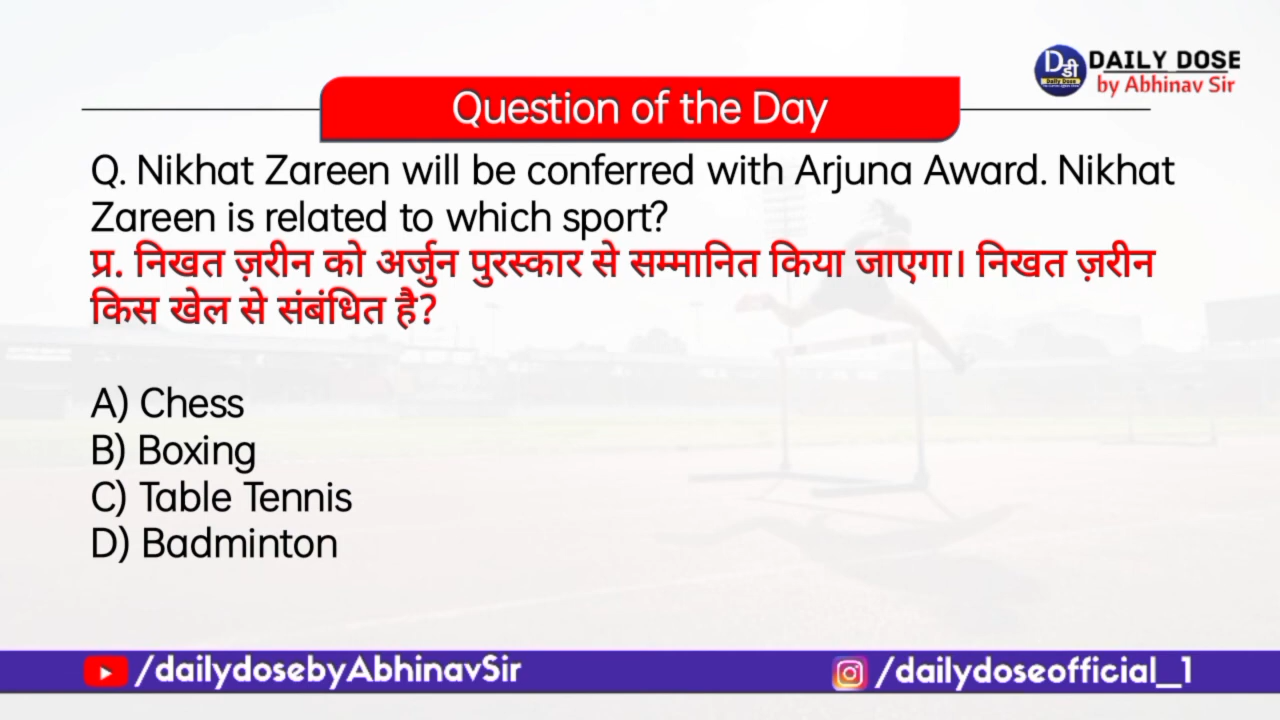 DAILY DOSE
by Abhinav Sir
Question of the Day
Q. Nikhat Zareen will be conferred with Arjuna Award. Nikhat
Zareen is related to which sport?
प्र. निखत ज़रीन को अर्जुन पुरस्कार से सम्मानित किया जाएगा। निखत ज़रीन
किस खेल से संबंधित है?
A) Chess
B) Boxing
C) Table Tennis
D) Badminton
/dailydosebyAbhinavSir
/dailydoseofficial_1